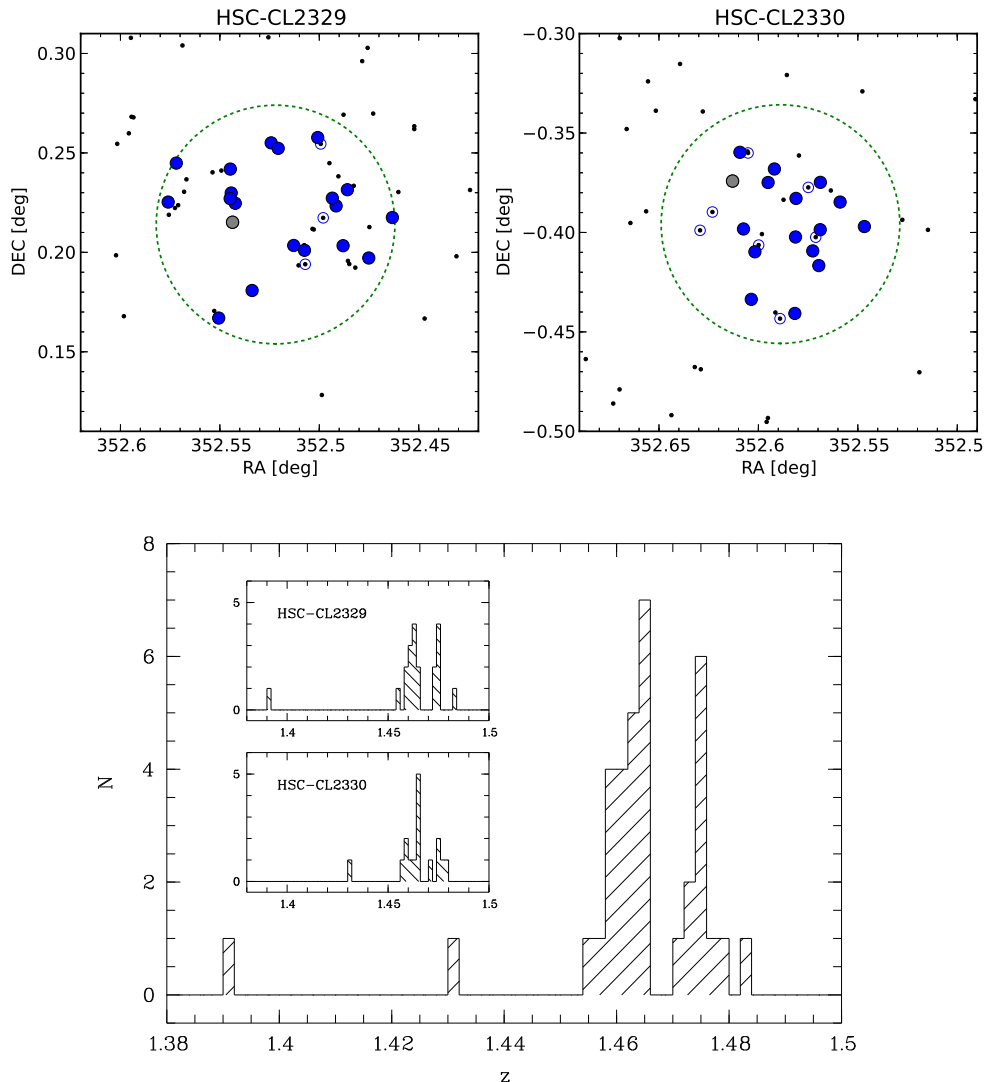 HSC-CL2329
HSC-CL2330
0.30
0.25
0.20
0.15
DEC [deg]
352.6 352.55 352.5 352.45
RA [deg]
−0.30
−0.35
−0.40
−0.45
−0.50
DEC [deg]
352.6 352.6 352.55 352.5
RA [deg]
8
6
4
2
0
N
5
0
HSC-CL2329
1.4 1.45 1.5
5
0
HSC-CL2330
1.4 1.45 1.5
1.38 1.4 1.42 1.44 1.46 1.48 1.5
z